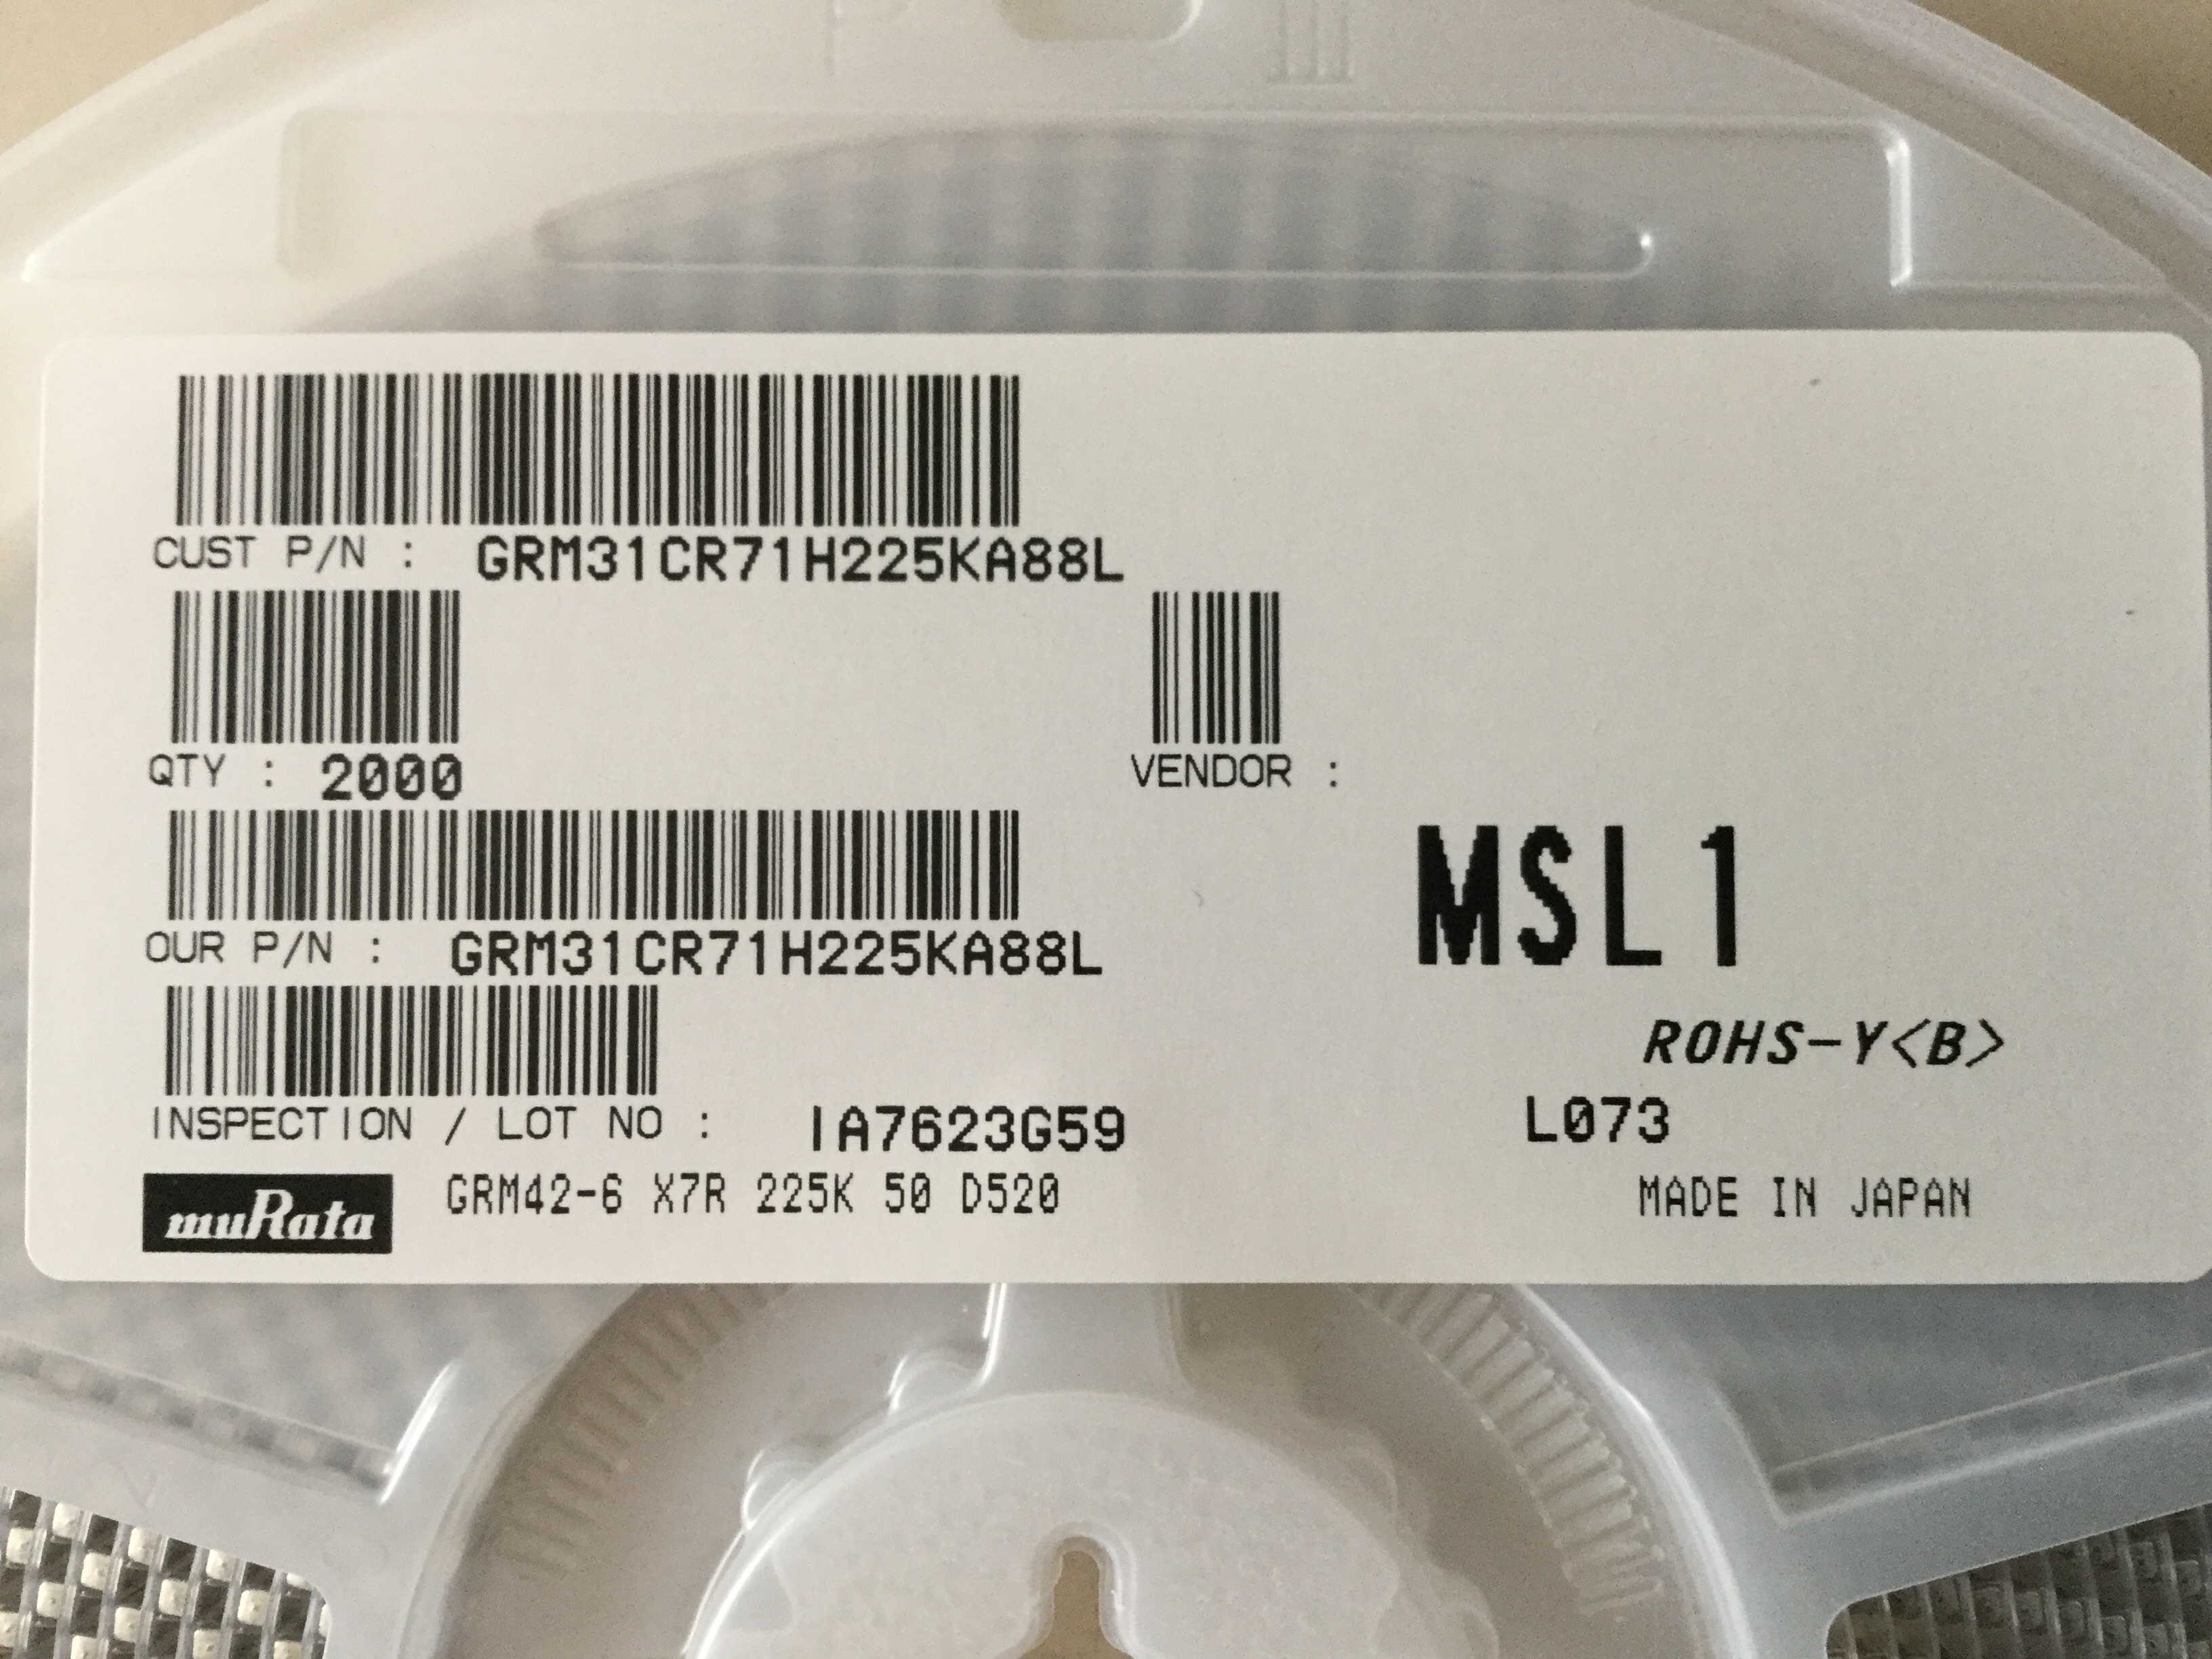 CUST P/N : GRM31CR71H225KA88L
QTY : 2000
VENDOR :
OUR P/N : GRM31CR71H225KA88L
MSL1
ROHS-Y<B>
INSPECTION / LOT NO : IA7623G59
L073
muRata GRM42-6 X7R 225K 50 D520
MADE IN JAPAN